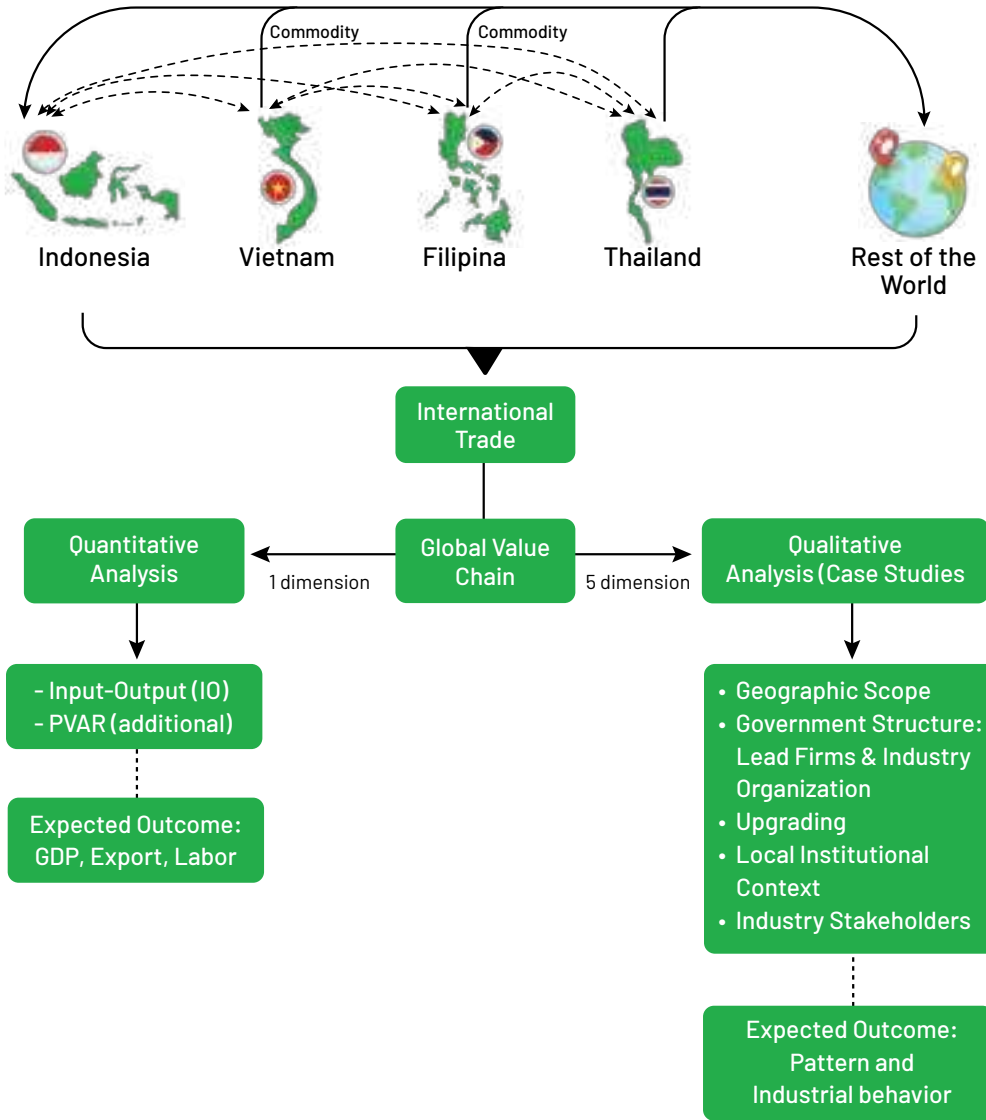 Commodity
Commodity
Indonesia
Vietnam
Filipina
Thailand
Rest of the
World
International
Trade
Quantitative
Analysis
1 dimension
Global Value
Chain
5 dimension
Qualitative
Analysis (Case Studies
- Input-Output (IO)
- PVAR (additional)
Expected Outcome:
GDP, Export, Labor
• Geographic Scope
• Government Structure:
Lead Firms & Industry
Organization
• Upgrading
• Local Institutional
Context
• Industry Stakeholders
Expected Outcome:
Pattern and
Industrial behavior